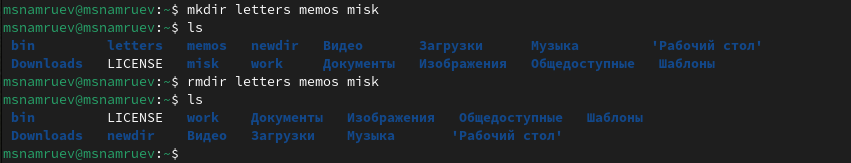 msnamruev@msnamruev:~$ mkdir letters memos misk
msnamruev@msnamruev:~$ ls
bin letters memos newdir Видео Загрузки Музыка 'Рабочий стол'
Downloads LICENSE misk work Документы Изображения Общедоступные Шаблоны
msnamruev@msnamruev:~$ rmdir letters memos misk
msnamruev@msnamruev:~$ ls
bin LICENSE work Документы Изображения Общедоступные Шаблоны
Downloads newdir Видео Загрузки Музыка 'Рабочий стол'
msnamruev@msnamruev:~$